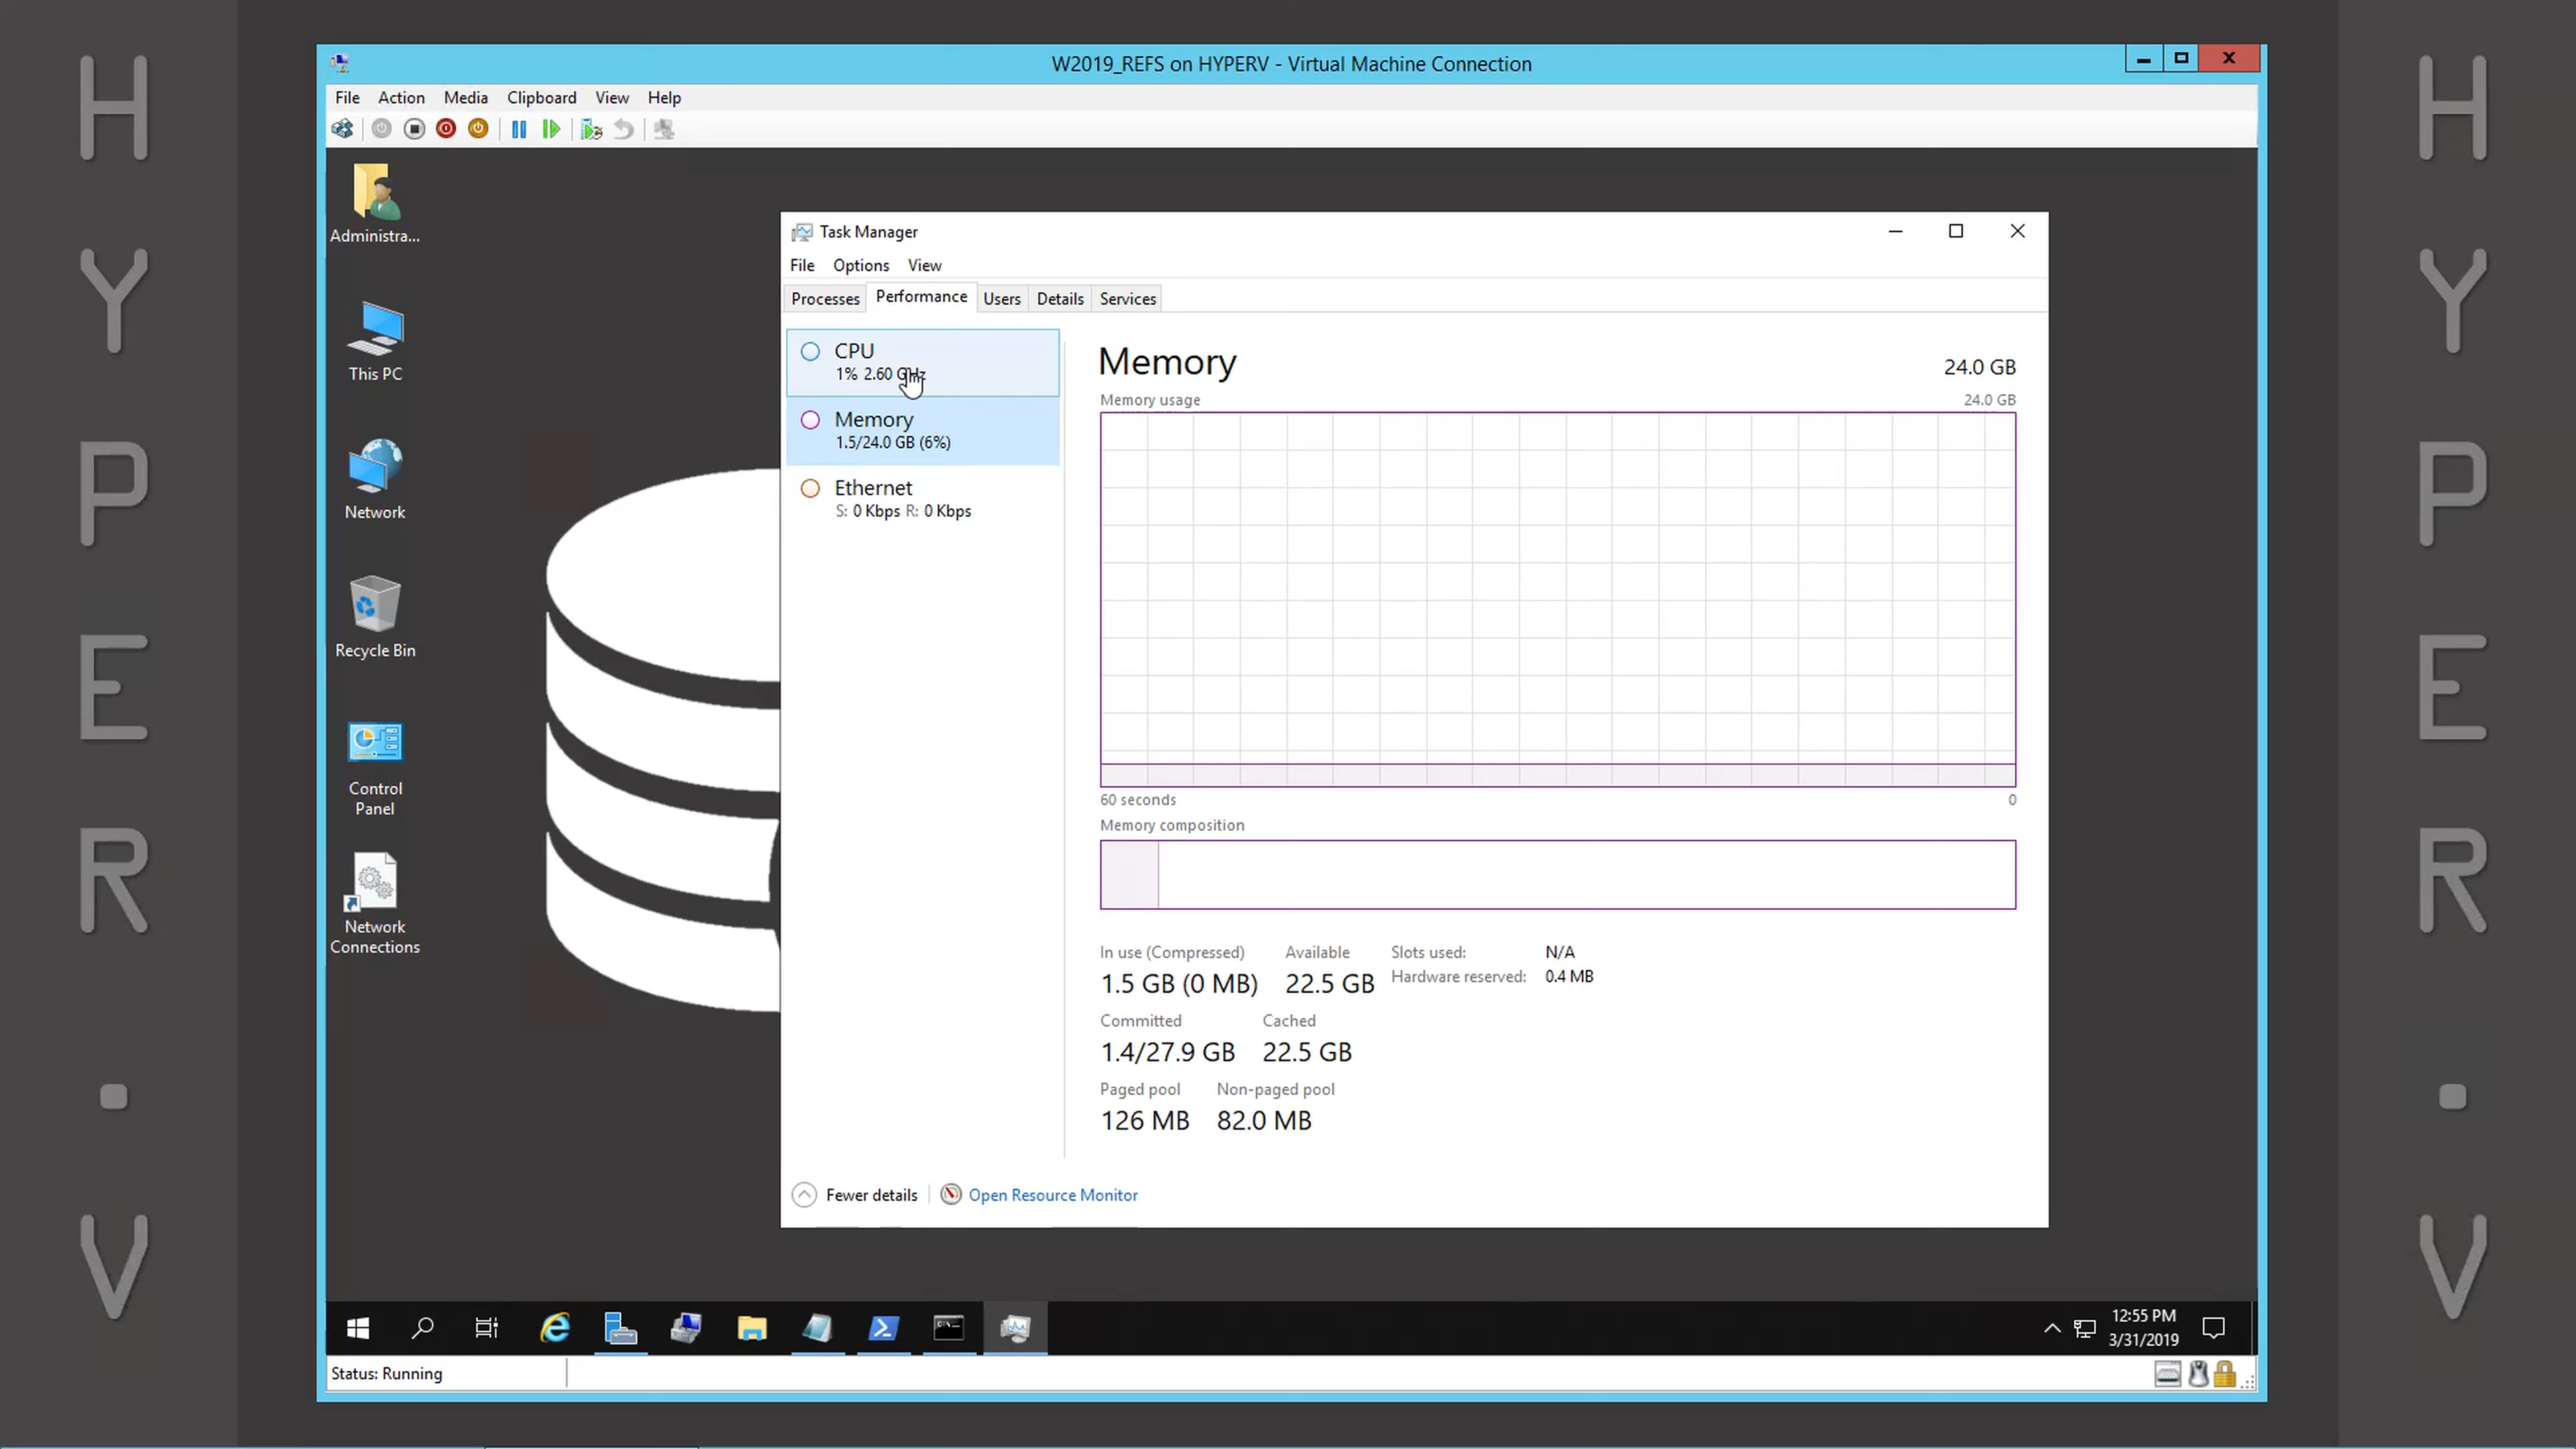 H
Y
P
E
R
·
V
W2019_REFS on HYPERV - Virtual Machine Connection
File Action Media Clipboard View Help
Administra...
This PC
Network
Recycle Bin
Control
Panel
Network
Connections
Task Manager
File Options View
Processes Performance Users Details Services
CPU
1% 2.60 GHz
Memory
1.5/24.0 GB (6%)
Ethernet
S: 0 Kbps R: 0 Kbps
Memory 24.0 GB
Memory usage 24.0 GB
60 seconds 0
Memory composition
In use (Compressed) Available Slots used: N/A
1.5 GB (0 MB) 22.5 GB Hardware reserved: 0.4 MB
Committed Cached
1.4/27.9 GB 22.5 GB
Paged pool Non-paged pool
126 MB 82.0 MB
Fewer details Open Resource Monitor
12:55 PM
3/31/2019
Status: Running
H
Y
P
E
R
·
V